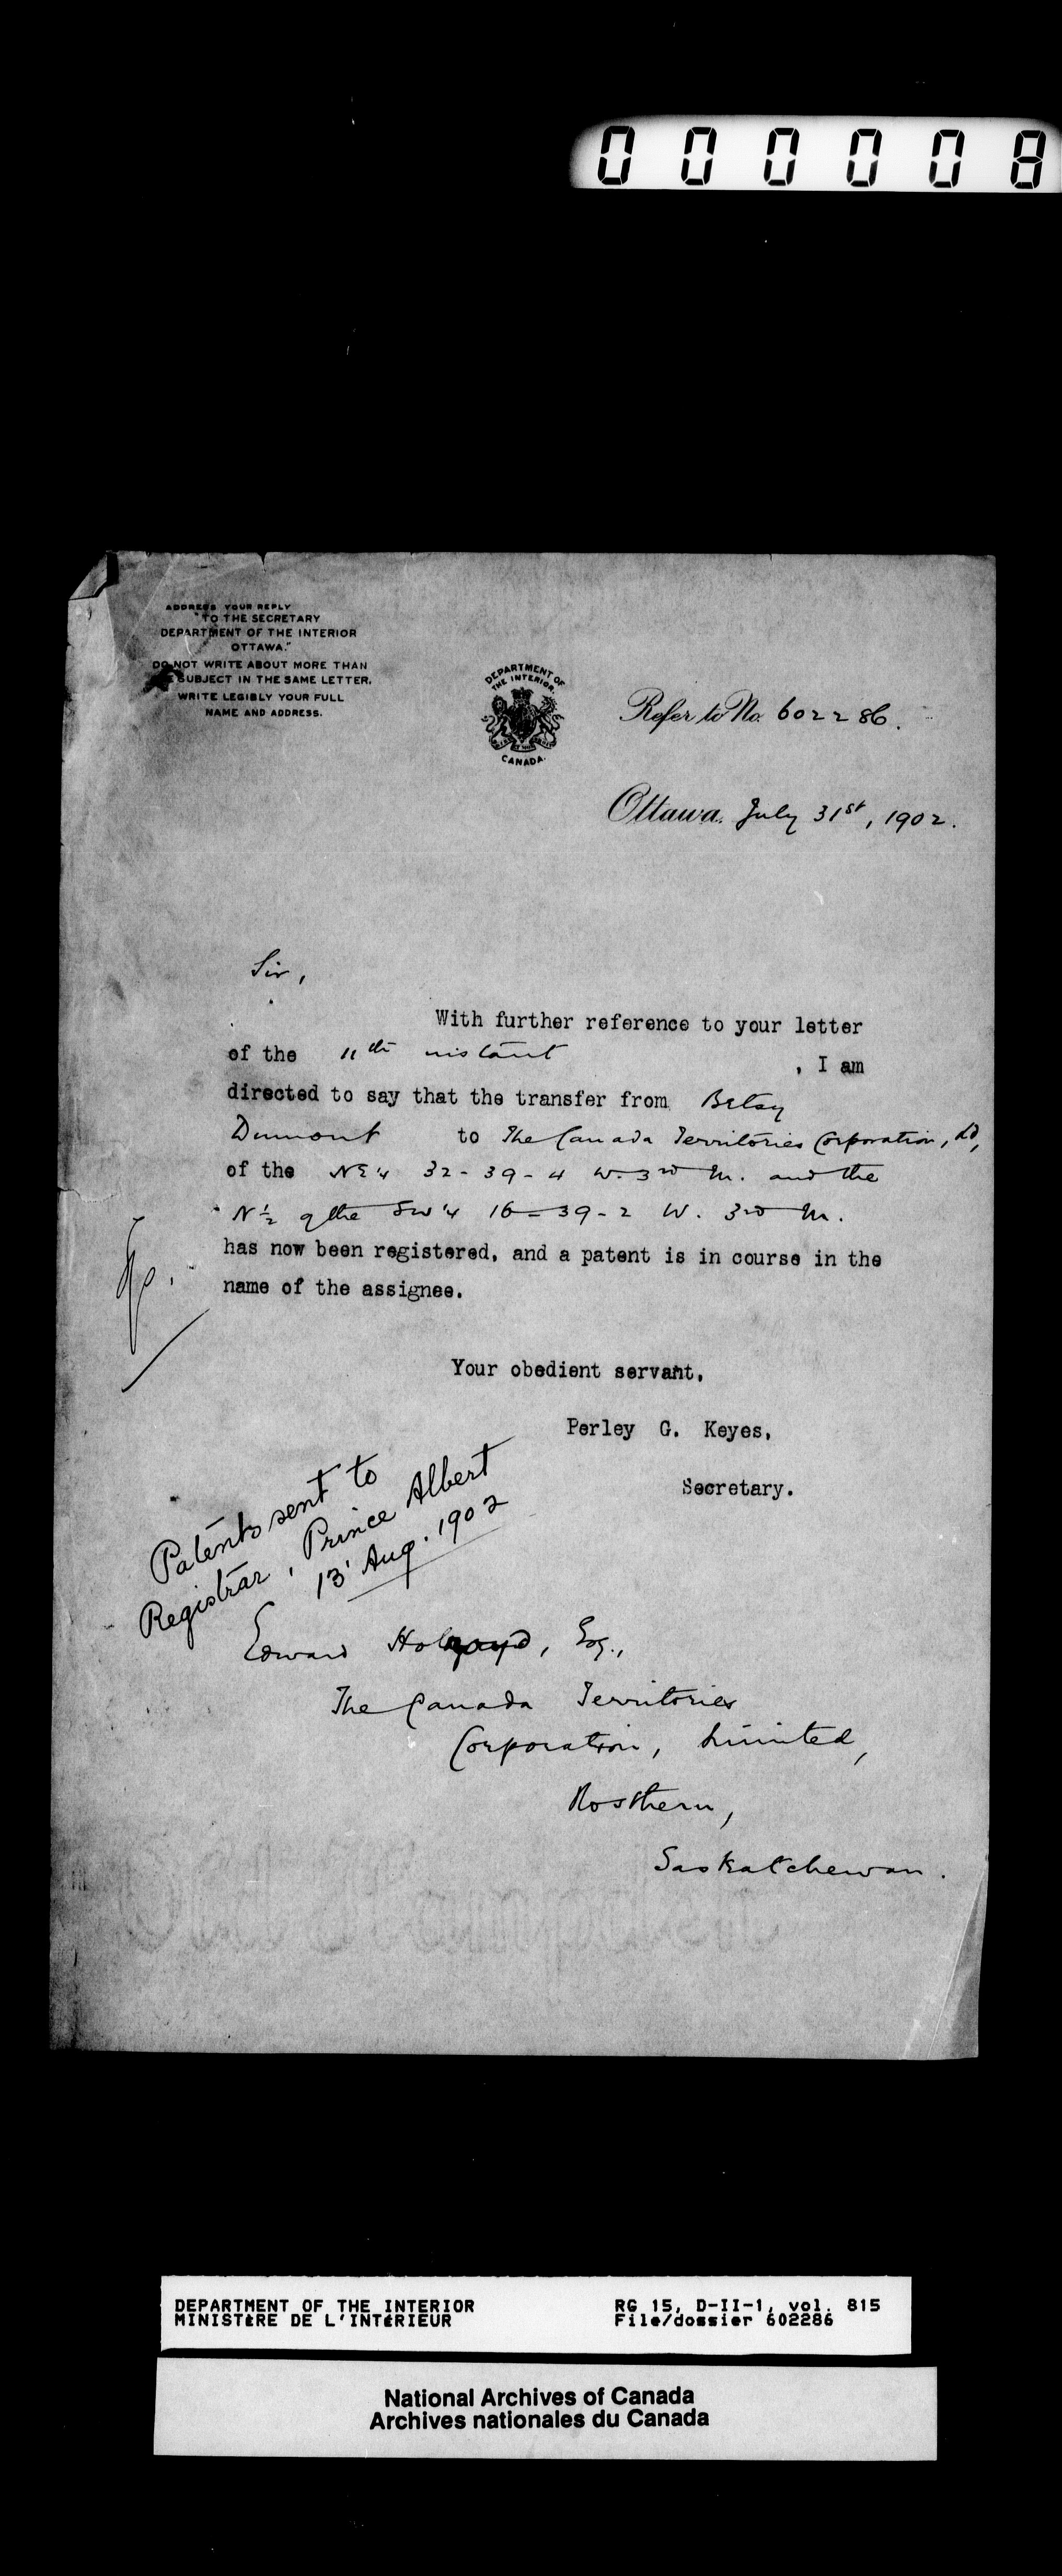 000008
ADDRESS YOUR REPLY
"TO THE SECRETARY
DEPARTMENT OF THE INTERIOR
OTTAWA."
DO NOT WRITE ABOUT MORE THAN
SUBJECT IN THE SAME LETTER.
WRITE LEGIBLY YOUR FULL
NAME AND ADDRESS.
DEPARTMENT OF
THE INTERIOR.
CANADA.
Refer to No. 602286.
Ottawa. July 31st, 1902.
Sir,
With further reference to your letter
of the 11th instant , I am
directed to say that the transfer from Betsy
Dumont to The Canada Territories Corporation, Ld,
of the NE¼ 32-39-4 W. 3rd M. and the
N½ of the SW¼ 16-39-2 W. 3rd M.
has now been registered, and a patent is in course in the
name of the assignee.
Your obedient servant,
Perley G. Keyes,
Secretary.
Patents sent to
Registrar, Prince Albert
13' Aug. 1902
Edward , Esq.,
The Canada Territories
Corporation, Limited,
Rosthern,
Saskatchewan.
DEPARTMENT OF THE INTERIOR RG 15, D-II-1, vol. 815
MINISTÈRE DE L'INTÉRIEUR File/dossier 602286
National Archives of Canada
Archives nationales du Canada